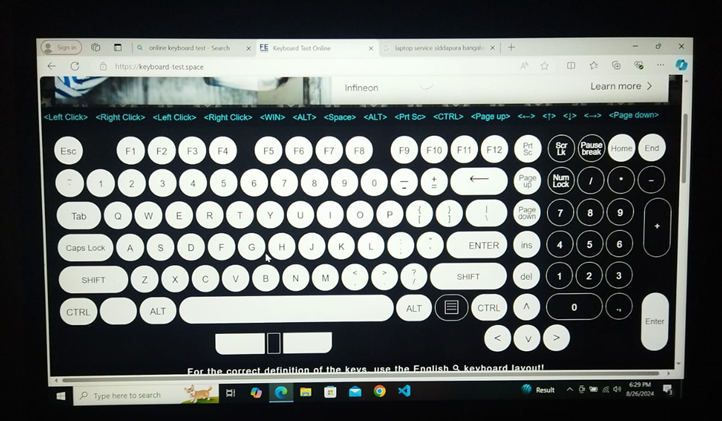 Sign in
online keyboard test - Search
Keyboard Test Online
laptop service siddapura bangal
https://keyboard-test.space
Infineon
Learn more >
<Left Click> <Right Click> <Left Click> <Right Click> <WIN> <ALT> <Space> <ALT> <Prt Sc> <CTRL> <Page up> <←> <↑> <↓> <→> <Page down>
Esc F1 F2 F3 F4 F5 F6 F7 F8 F9 F10 F11 F12 Prt Sc Scr Lk Pause break Home End
~ 1 2 3 4 5 6 7 8 9 0 _ - + = ← Page up Num Lock / * -
Tab Q W E R T Y U I O P { [ } ] | \ Page down 7 8 9 +
Caps Lock A S D F G H J K L : ; " ' ENTER ins 4 5 6
SHIFT Z X C V B N M < , > . ? / SHIFT del 1 2 3
CTRL ALT ALT CTRL ^ 0 ., Enter
< v >
For the correct definition of the keys, use the English keyboard layout!
Type here to search
Result
6:29 PM
8/26/2024